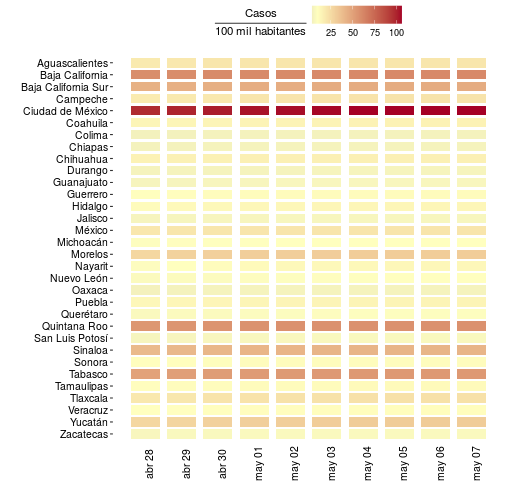 Casos
100 mil habitantes
25 50 75 100
Aguascalientes
Baja California
Baja California Sur
Campeche
Ciudad de México
Coahuila
Colima
Chiapas
Chihuahua
Durango
Guanajuato
Guerrero
Hidalgo
Jalisco
México
Michoacán
Morelos
Nayarit
Nuevo León
Oaxaca
Puebla
Querétaro
Quintana Roo
San Luis Potosí
Sinaloa
Sonora
Tabasco
Tamaulipas
Tlaxcala
Veracruz
Yucatán
Zacatecas
abr 28 abr 29 abr 30 may 01 may 02 may 03 may 04 may 05 may 06 may 07